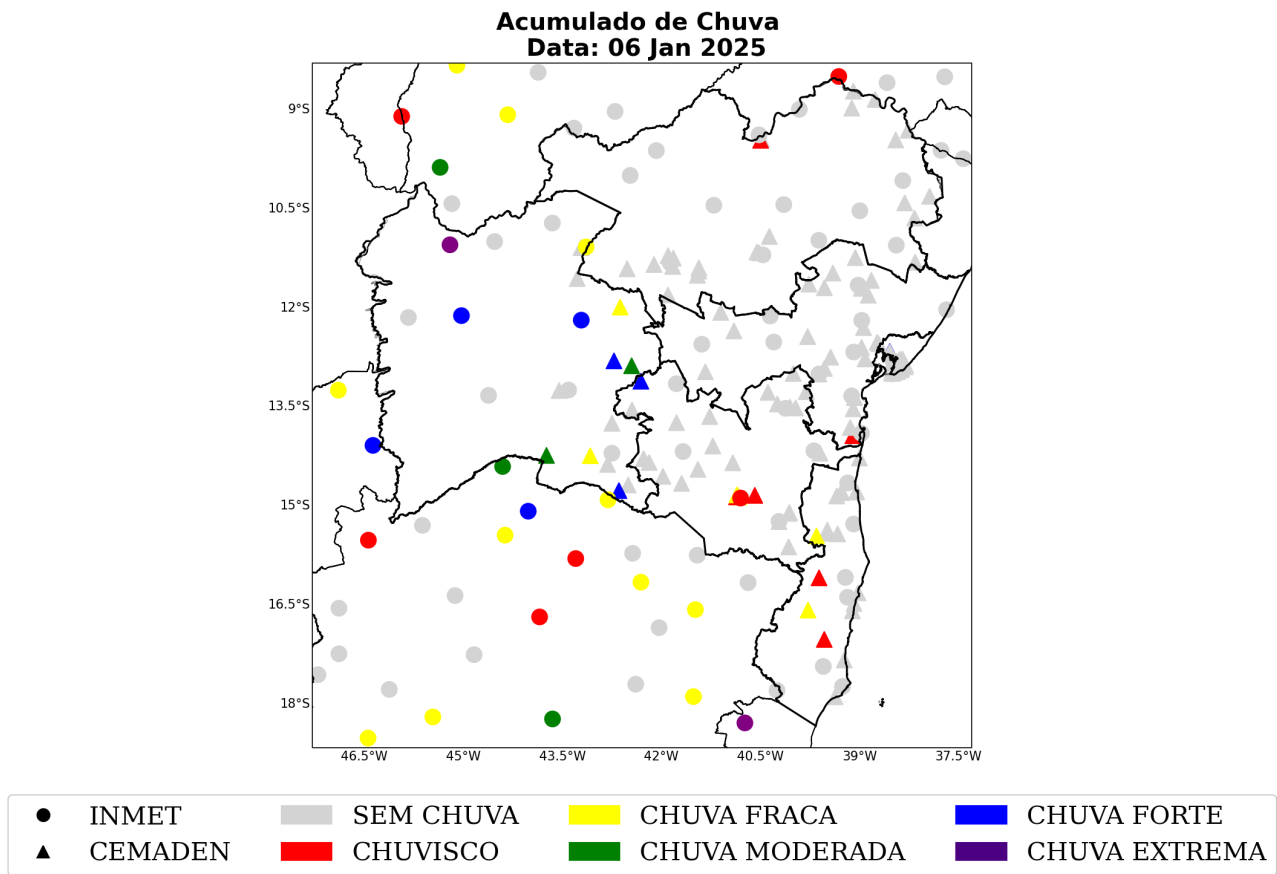 Acumulado de Chuva
Data: 06 Jan 2025
9°S
10.5°S
12°S
13.5°S
15°S
16.5°S
18°S
46.5°W 45°W 43.5°W 42°W 40.5°W 39°W 37.5°W
INMET SEM CHUVA CHUVA FRACA CHUVA FORTE
CEMADEN CHUVISCO CHUVA MODERADA CHUVA EXTREMA